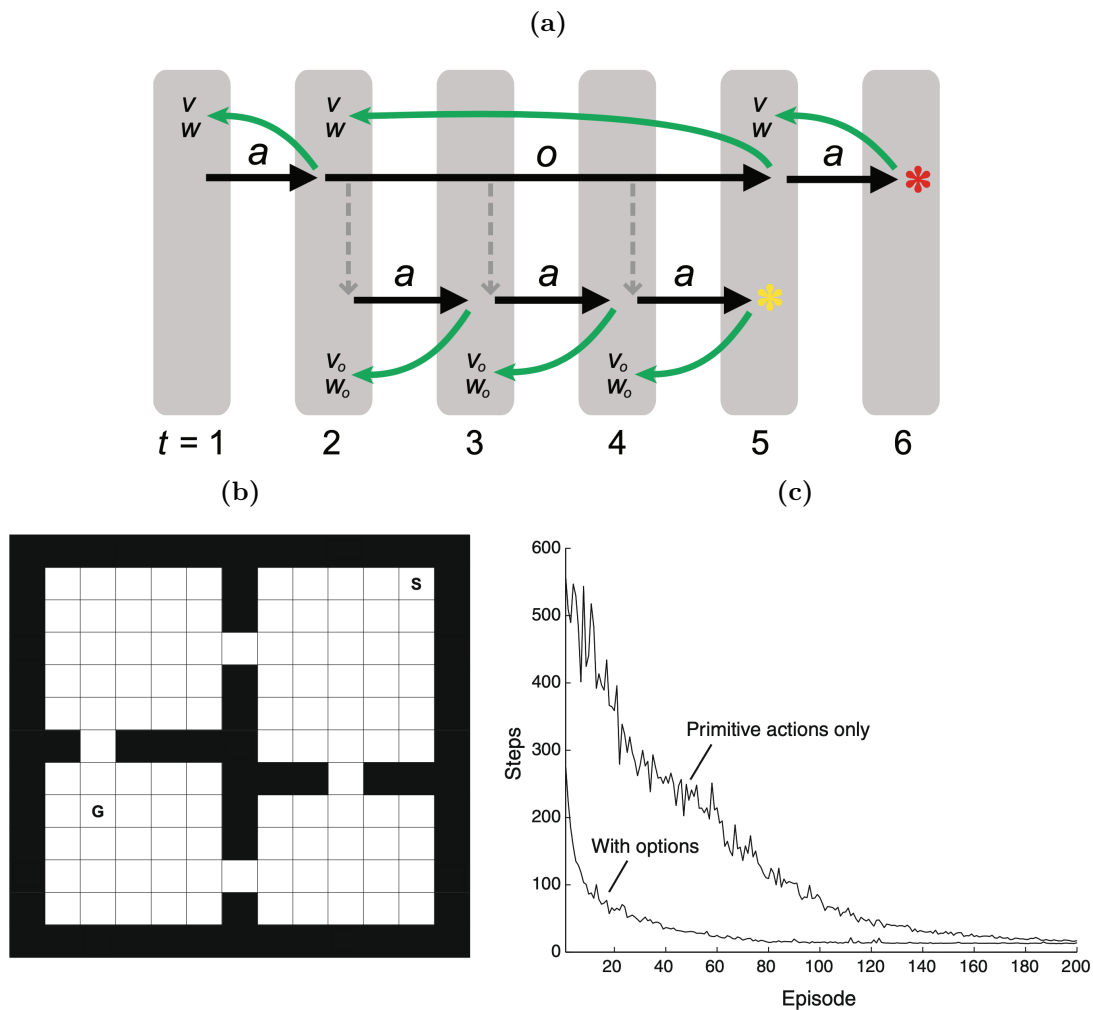 (a)
V V V
W W W
a o a
a a a
Vo Vo Vo
Wo Wo Wo
t = 1 2 3 4 5 6
(b) (c)
S
G
600
500
400
300
200
100
0
Steps
Primitive actions only
With options
20 40 60 80 100 120 140 160 180 200
Episode